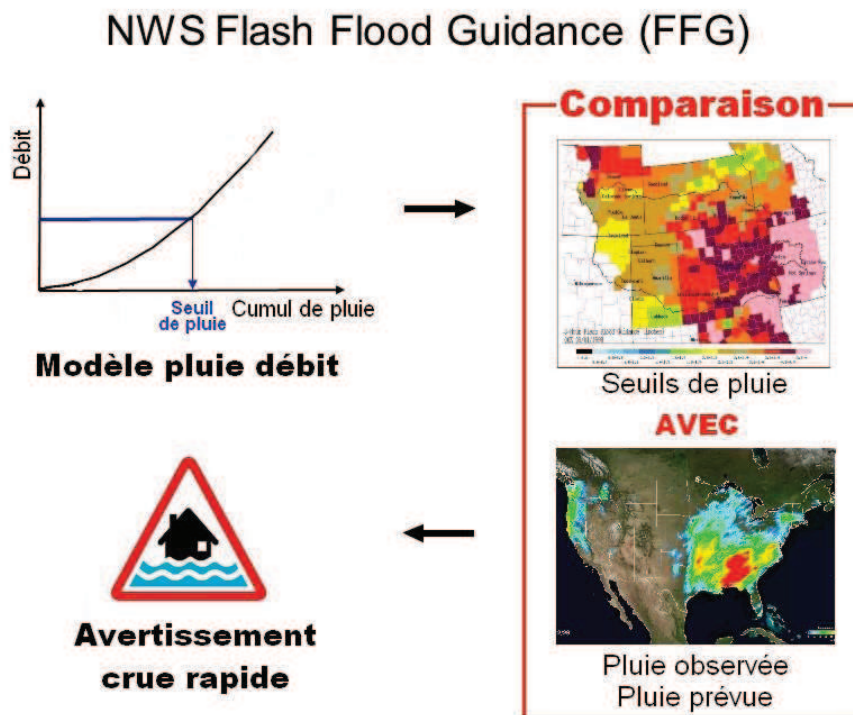 NWS Flash Flood Guidance (FFG)
Débit
Seuil
de pluie
Cumul de pluie
Modèle pluie débit
Comparaison
Seuils de pluie
AVEC
Pluie observée
Pluie prévue
Avertissement
crue rapide